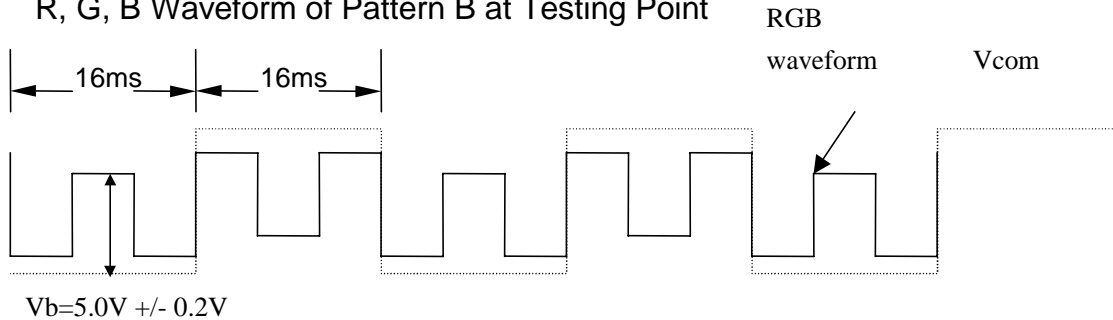 R, G, B Waveform of Pattern B at Testing Point
RGB
waveform
Vcom
16ms
16ms
Vb=5.0V +/- 0.2V